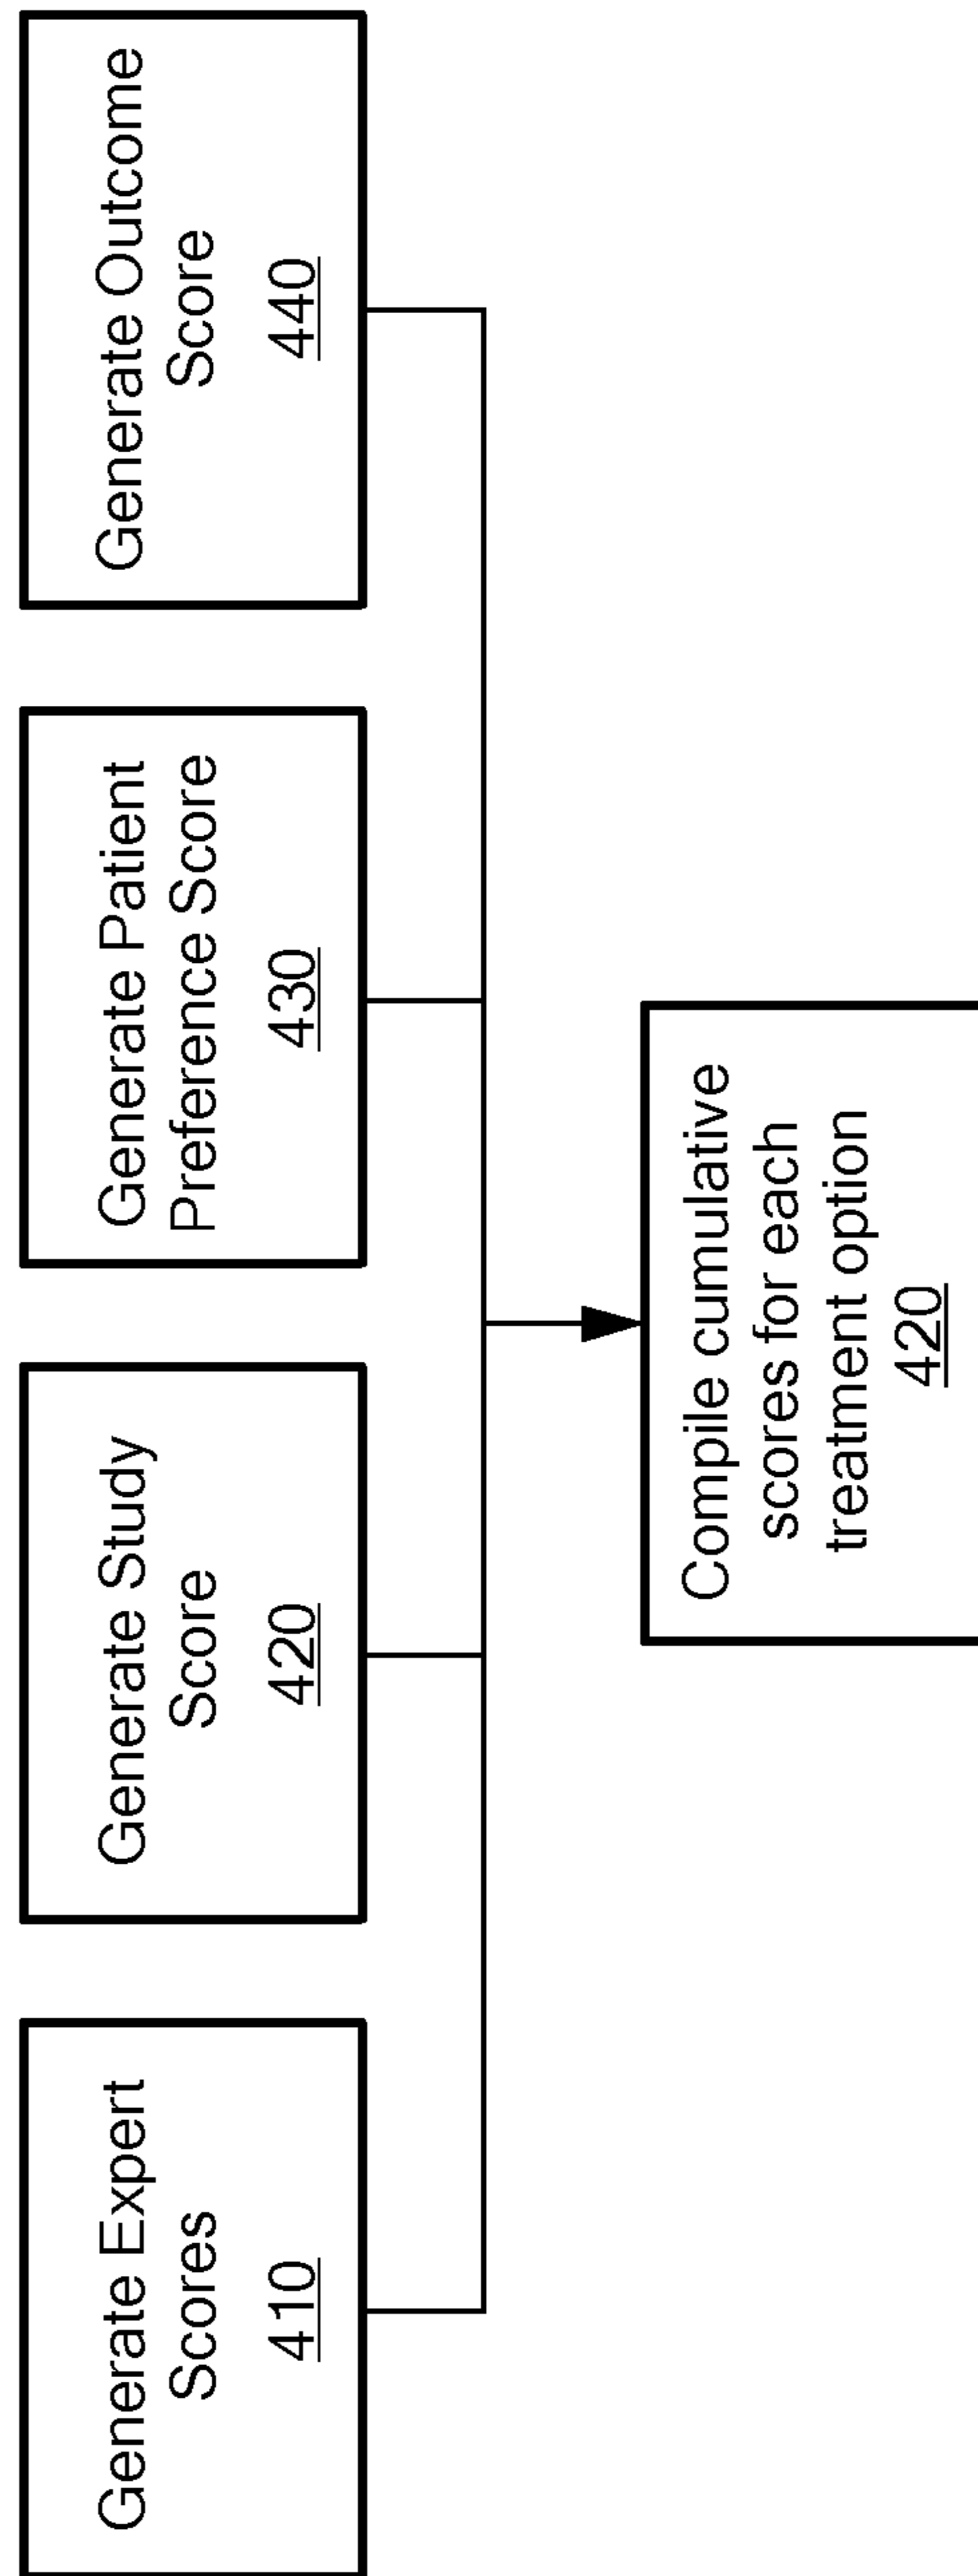 Generate Expert
Scores
410
Generate Study
Score
420
Generate Patient
Preference Score
430
Generate Outcome
Score
440
Compile cumulative
scores for each
treatment option
420